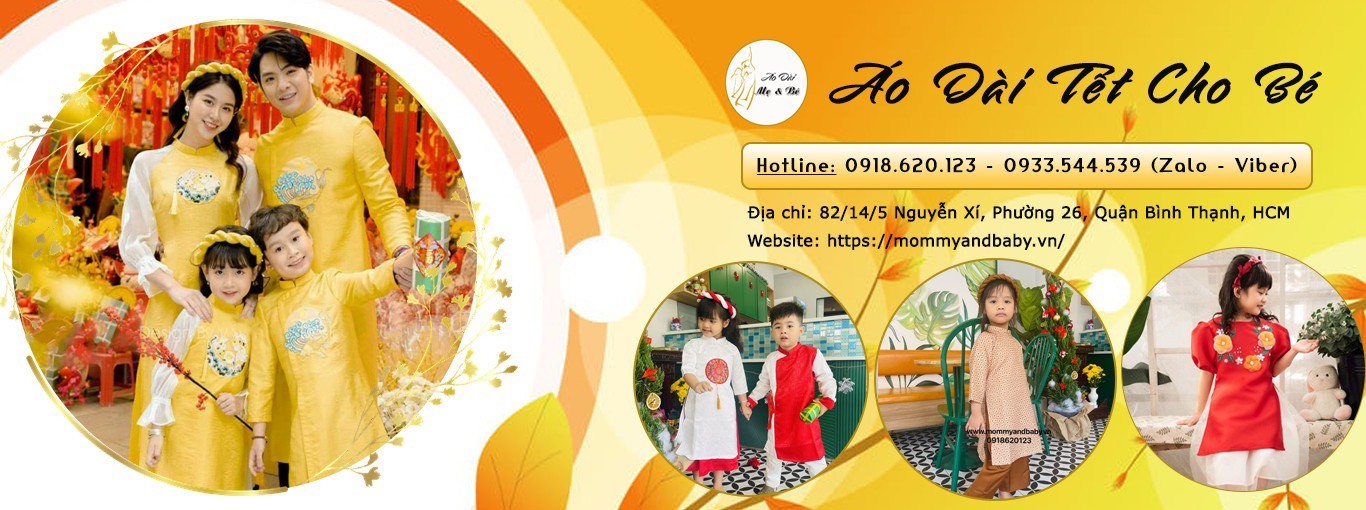 Áo Dài
Mẹ & Bé
Áo Dài Tết Cho Bé
Hotline: 0918.620.123 - 0933.544.539 (Zalo - Viber)
Địa chỉ: 82/14/5 Nguyễn Xí, Phường 26, Quận Bình Thạnh, HCM
Website: https://mommyandbaby.vn/
www.mommyandbaby.vn
0918620123